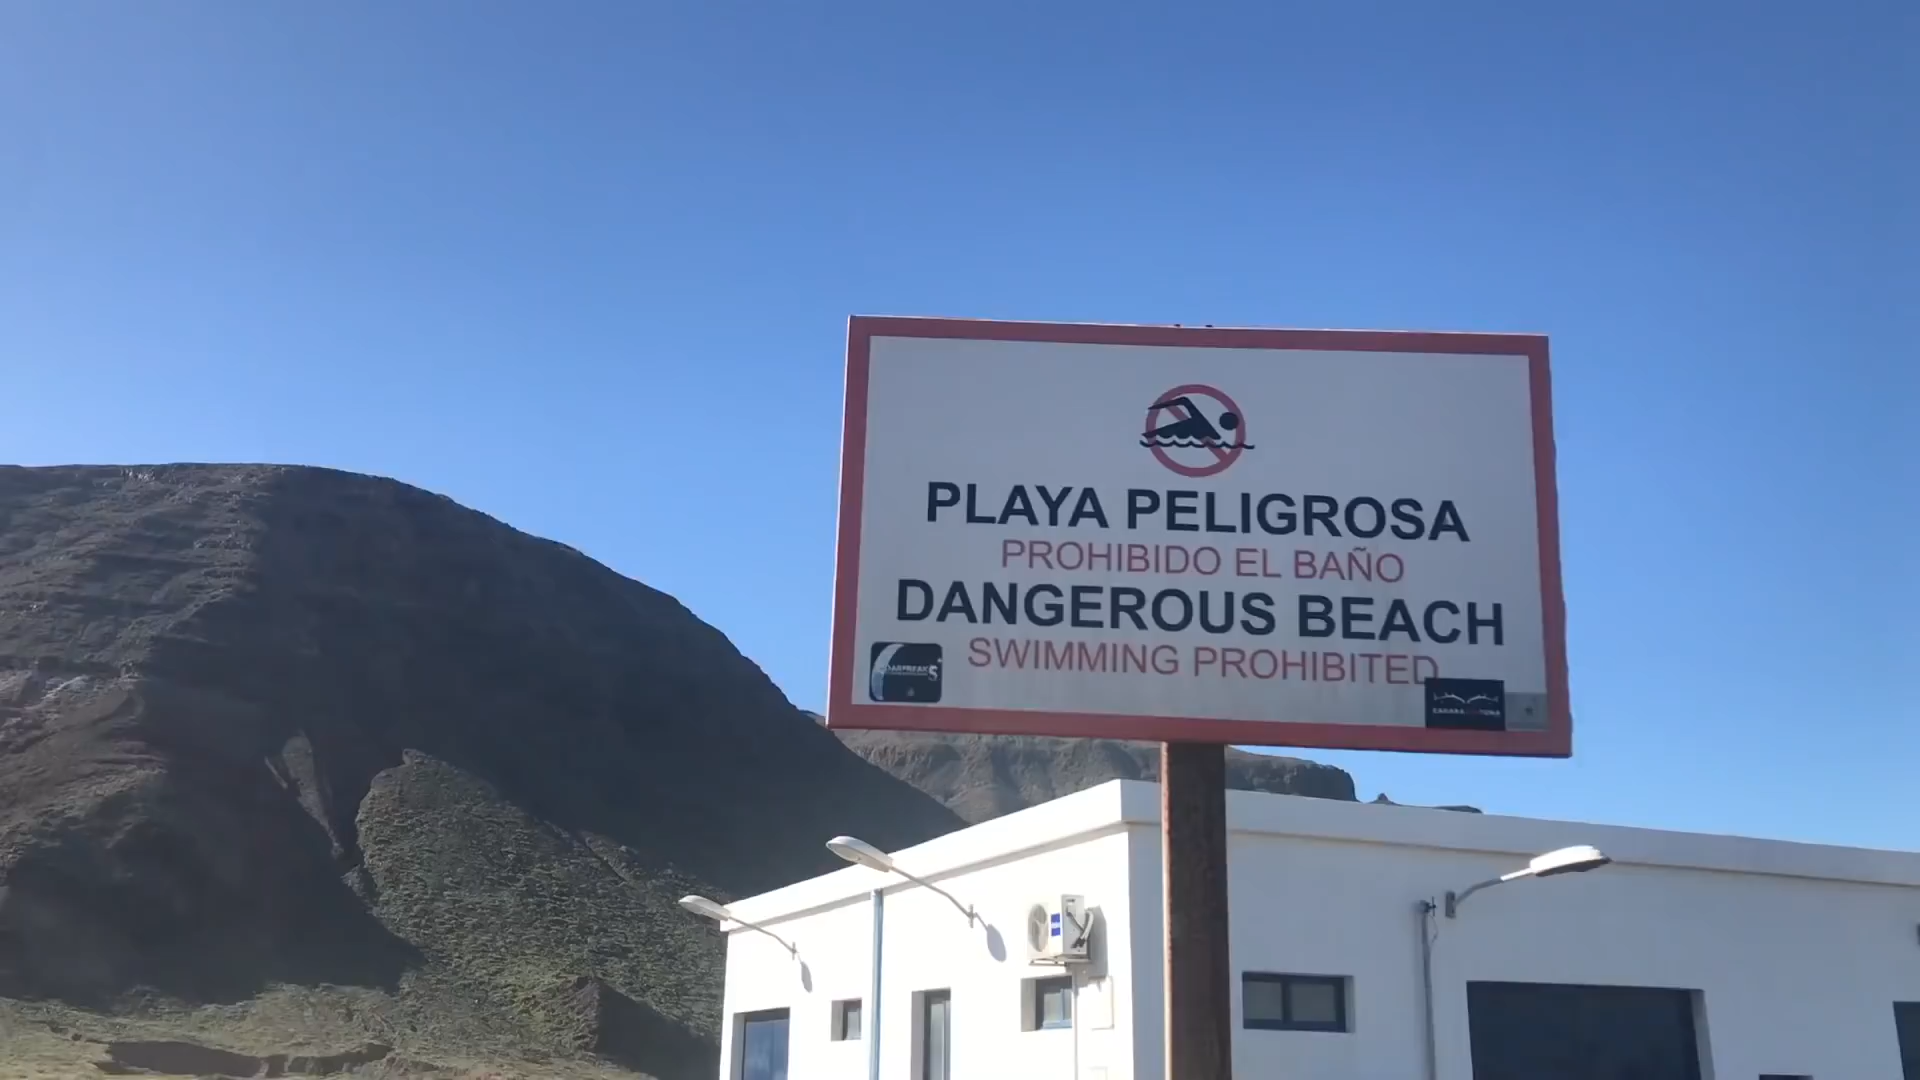 PLAYA PELIGROSA
PROHIBIDO EL BAÑO
DANGEROUS BEACH
SWIMMING PROHIBITED